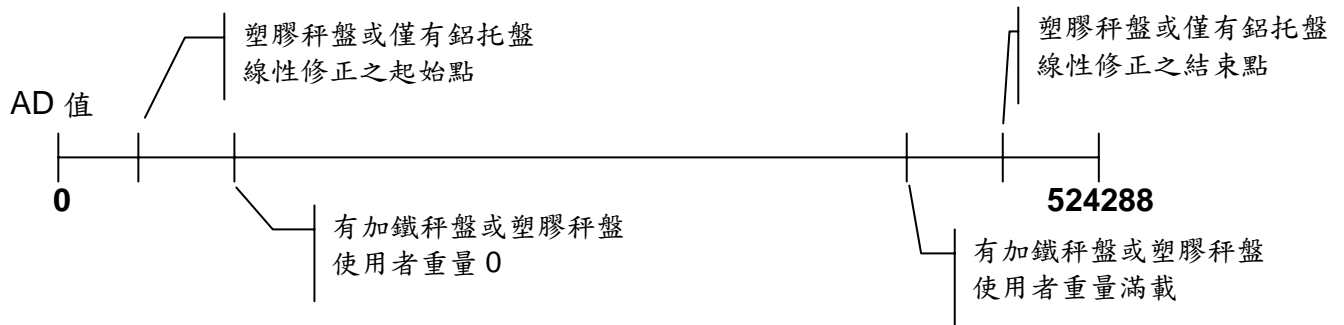 塑膠秤盤或僅有鋁托盤
線性修正之起始點
塑膠秤盤或僅有鋁托盤
線性修正之結束點
AD 值
0
524288
有加鐵秤盤或塑膠秤盤
使用者重量 0
有加鐵秤盤或塑膠秤盤
使用者重量滿載